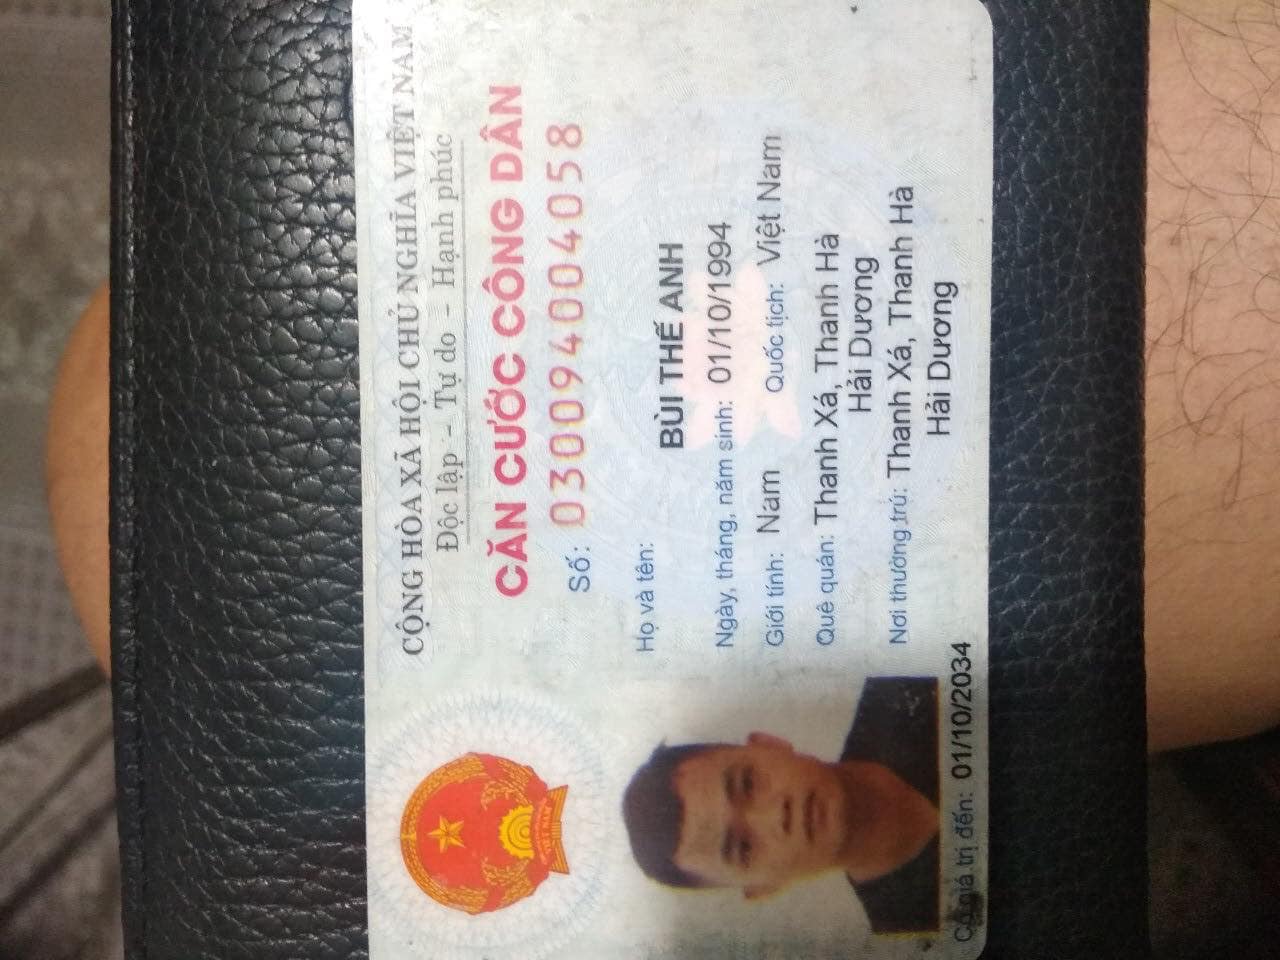 CỘNG HÒA XÃ HỘI CHỦ NGHĨA VIỆT NAM
Độc lập - Tự do - Hạnh phúc
CĂN CƯỚC CÔNG DÂN
Số: 030094004058
Họ và tên:
BÙI THẾ ANH
Ngày, tháng, năm sinh: 01/10/1994
Giới tính: Nam Quốc tịch: Việt Nam
Quê quán: Thanh Xá, Thanh Hà
Hải Dương
Nơi thường trú: Thanh Xá, Thanh Hà
Hải Dương
Có giá trị đến: 01/10/2034